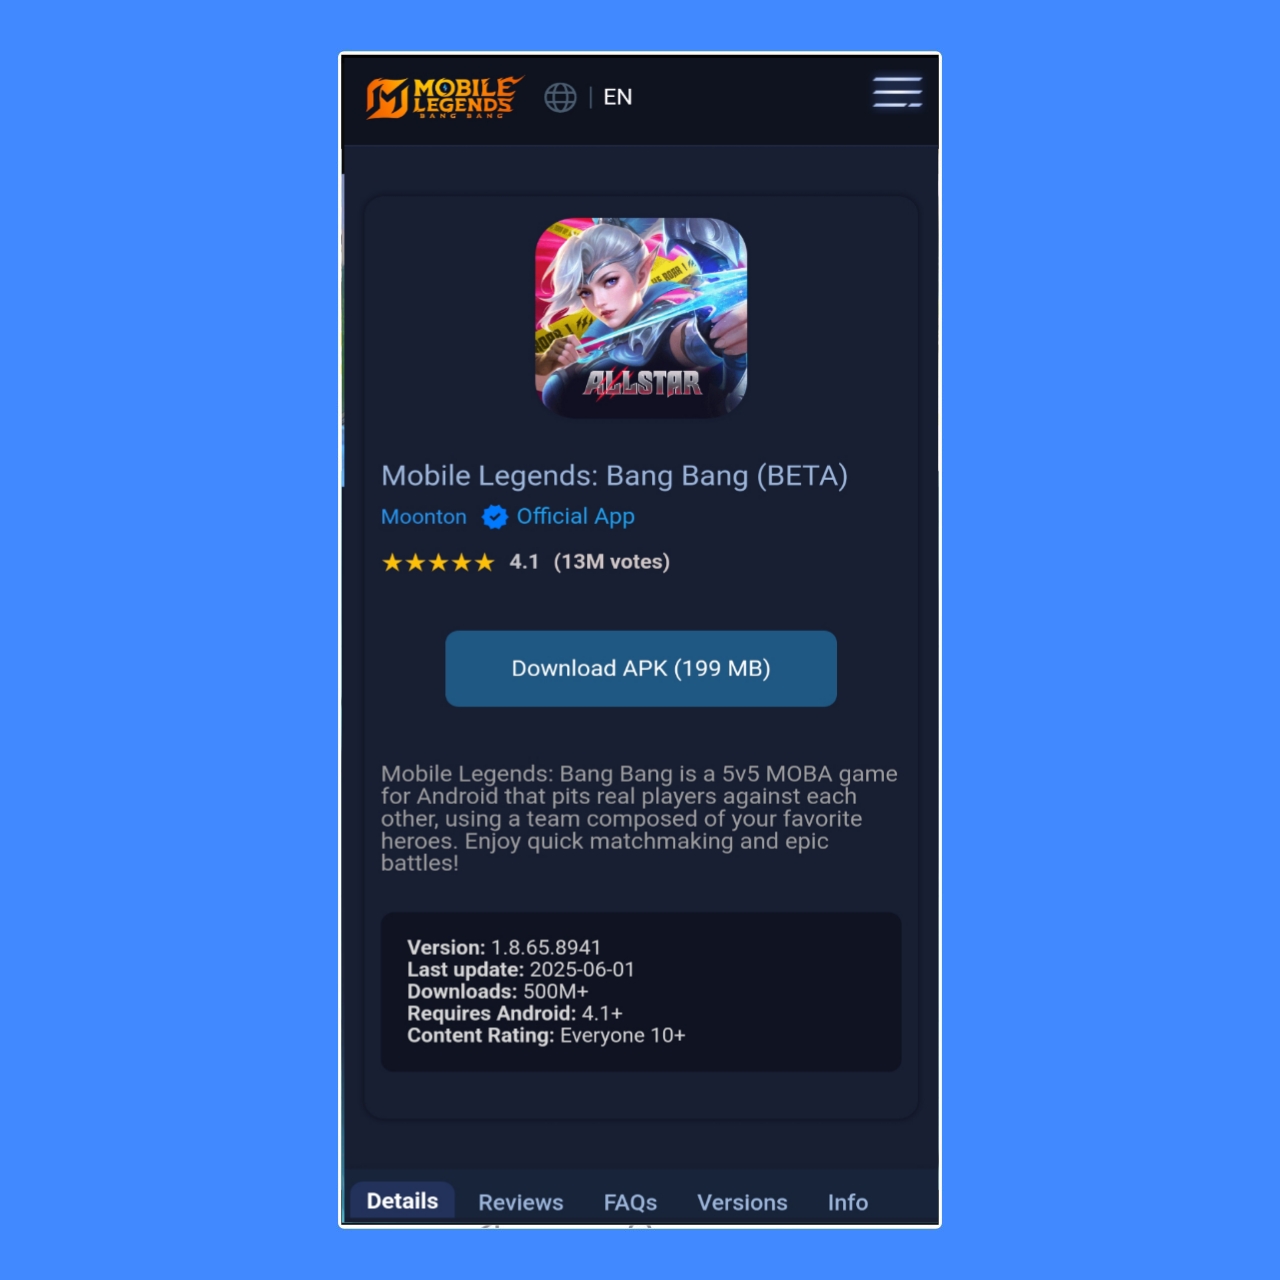 MOBILE
LEGENDS
BANG BANG
| EN
ROAR !
ALLSTAR
Mobile Legends: Bang Bang (BETA)
Moonton Official App
★★★★★ 4.1 (13M votes)
Download APK (199 MB)
Mobile Legends: Bang Bang is a 5v5 MOBA game
for Android that pits real players against each
other, using a team composed of your favorite
heroes. Enjoy quick matchmaking and epic
battles!
Version: 1.8.65.8941
Last update: 2025-06-01
Downloads: 500M+
Requires Android: 4.1+
Content Rating: Everyone 10+
Details Reviews FAQs Versions Info